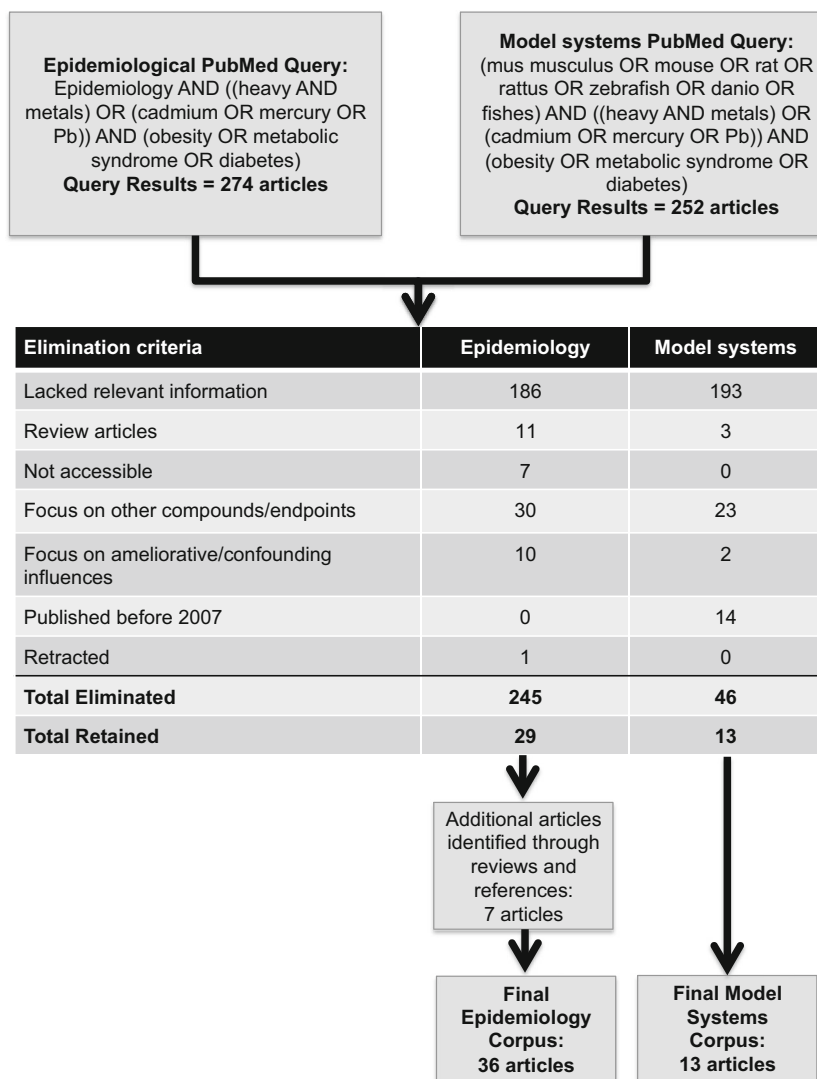 Epidemiological PubMed Query:
Epidemiology AND ((heavy AND
metals) OR (cadmium OR mercury OR
Pb)) AND (obesity OR metabolic
syndrome OR diabetes)
Query Results = 274 articles
Model systems PubMed Query:
(mus musculus OR mouse OR rat OR
rattus OR zebrafish OR danio OR
fishes) AND ((heavy AND metals) OR
(cadmium OR mercury OR Pb)) AND
(obesity OR metabolic syndrome OR
diabetes)
Query Results = 252 articles
Elimination criteria Epidemiology Model systems
Lacked relevant information 186 193
Review articles 11 3
Not accessible 7 0
Focus on other compounds/endpoints 30 23
Focus on ameliorative/confounding
influences 10 2
Published before 2007 0 14
Retracted 1 0
Total Eliminated 245 46
Total Retained 29 13
Additional articles
identified through
reviews and
references:
7 articles
Final
Epidemiology
Corpus:
36 articles
Final Model
Systems
Corpus:
13 articles